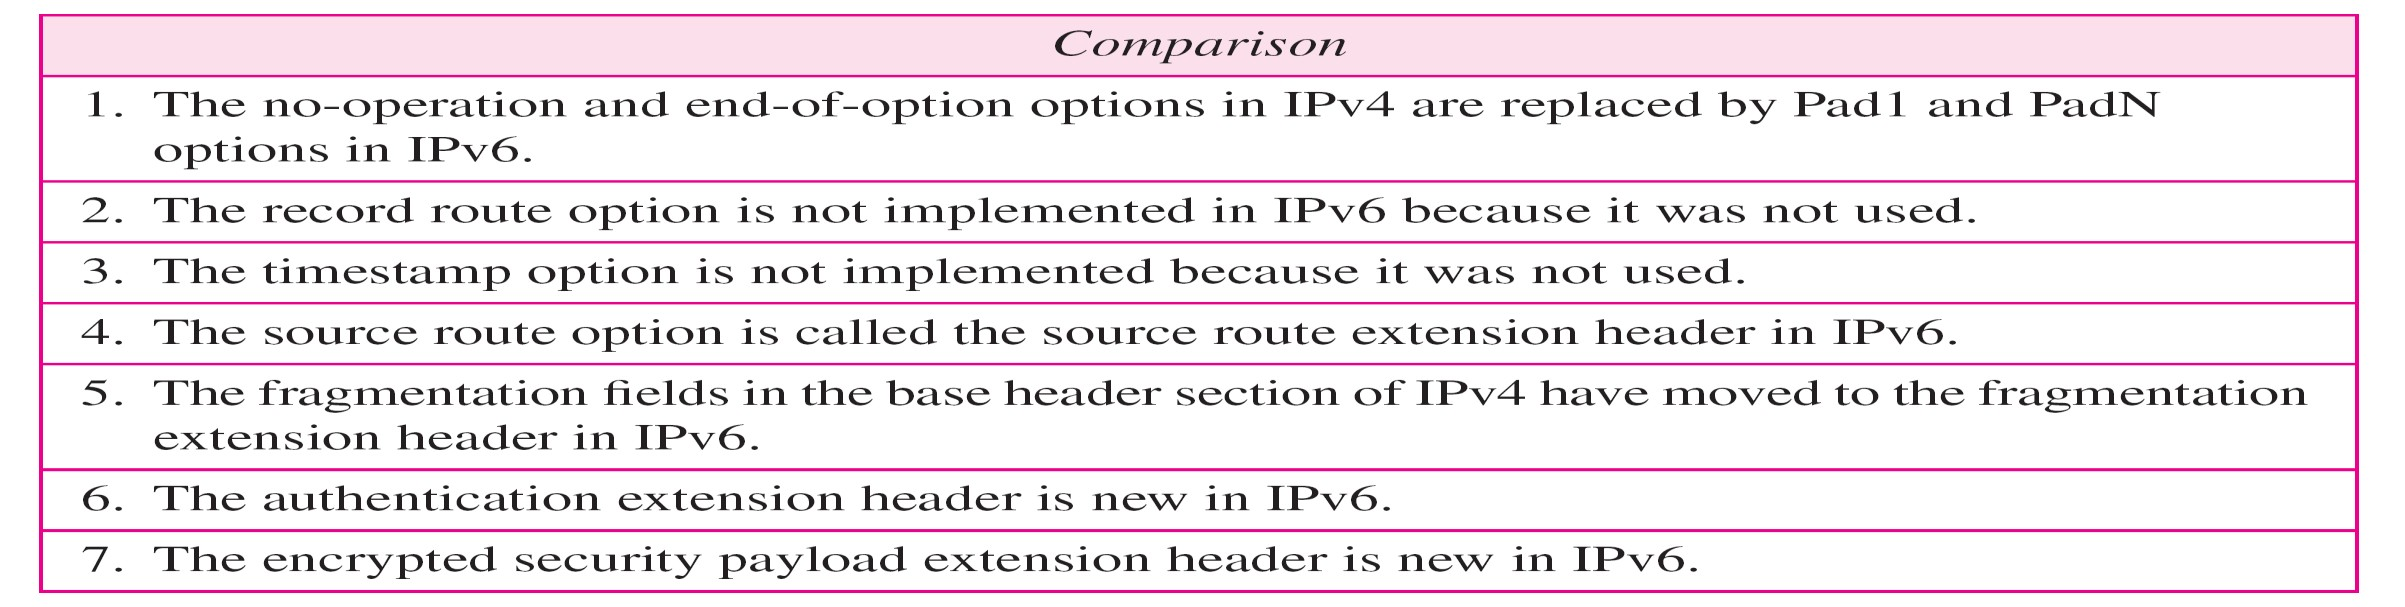 Comparison
1. The no-operation and end-of-option options in IPv4 are replaced by Pad1 and PadN
options in IPv6.
2. The record route option is not implemented in IPv6 because it was not used.
3. The timestamp option is not implemented because it was not used.
4. The source route option is called the source route extension header in IPv6.
5. The fragmentation fields in the base header section of IPv4 have moved to the fragmentation
extension header in IPv6.
6. The authentication extension header is new in IPv6.
7. The encrypted security payload extension header is new in IPv6.